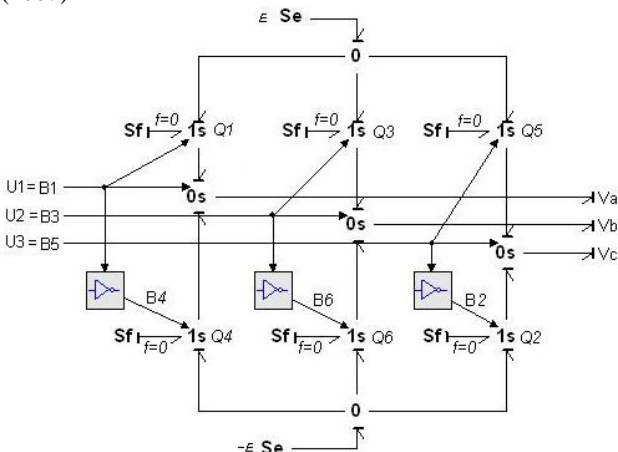 ε Se
0
f=0 f=0 f=0
Sf 1s Q1 Sf 1s Q3 Sf 1s Q5
U1=B1 0s Va
U2=B3 0s Vb
U3=B5 0s Vc
B4 B6 B2
Sf 1s Q4 Sf 1s Q6 Sf 1s Q2
f=0 f=0 f=0
0
-ε Se